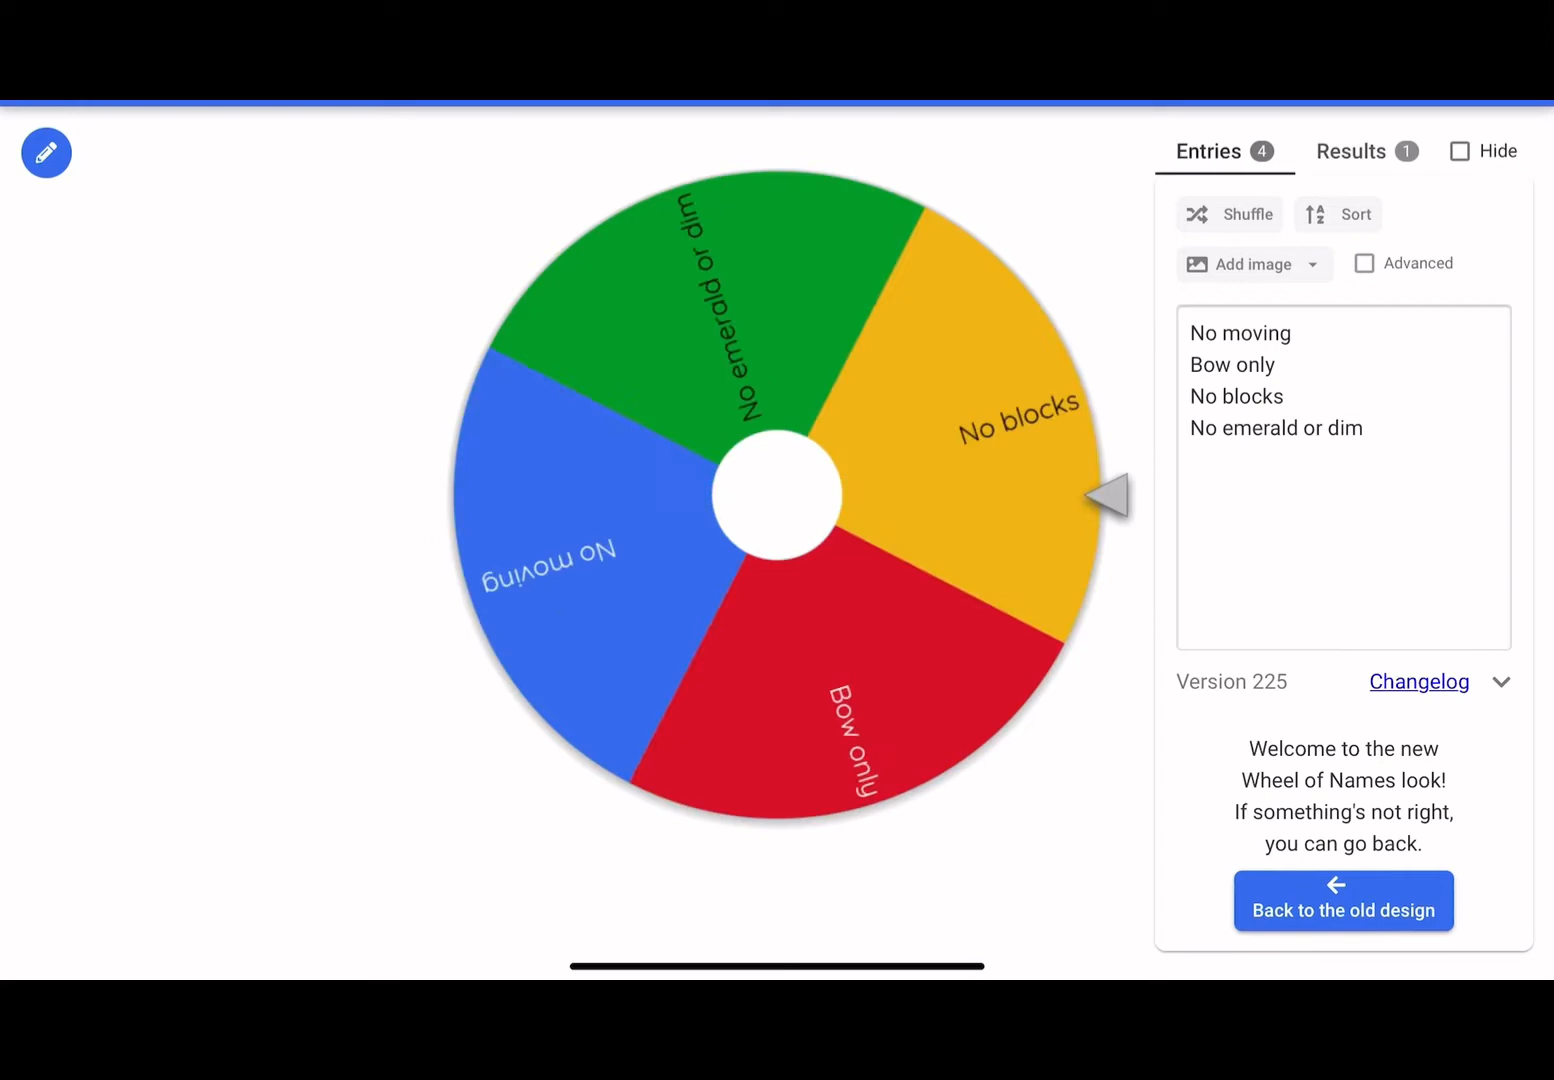 Entries 4 Results 1 Hide
Shuffle Sort
Add image Advanced
No moving
Bow only
No blocks
No emerald or dim
No emerald or dim
No blocks
No moving
Bow only
Version 225 Changelog
Welcome to the new
Wheel of Names look!
If something's not right,
you can go back.
Back to the old design